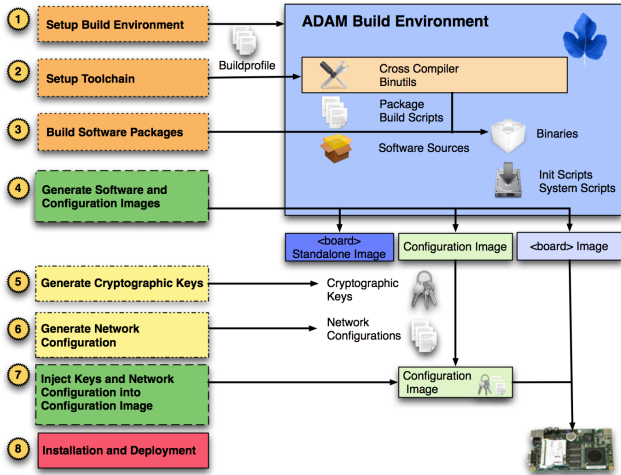 1
Setup Build Environment
Buildprofile
ADAM Build Environment
2
Setup Toolchain
Cross Compiler
Binutils
Package
Build Scripts
3
Build Software Packages
Software Sources
Binaries
Init Scripts
System Scripts
4
Generate Software and
Configuration Images
<board>
Standalone Image
Configuration Image
<board> Image
5
Generate Cryptographic Keys
Cryptographic
Keys
6
Generate Network
Configuration
Network
Configurations
7
Inject Keys and Network
Configuration into
Configuration Image
Configuration
Image
8
Installation and Deployment